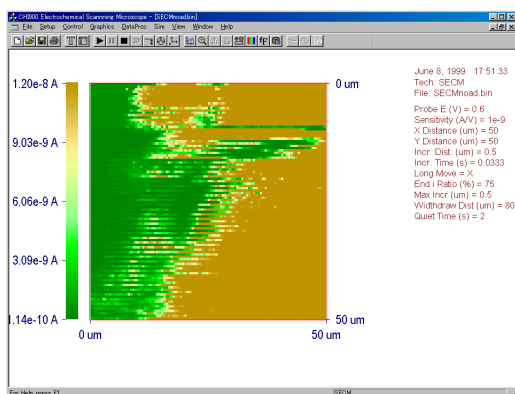 CHI900 Electrochemical Scannning Microscope - [SECMnoad.bin]
File Setup Control Graphics DataProc Sim View Window Help
1.20e-8 A
9.03e-9 A
6.06e-9 A
3.09e-9 A
1.14e-10 A
0 um
50 um
0 um
50 um
June 8, 1999 17:51:33
Tech: SECM
File: SECMnoad.bin
Probe E (V) = 0.6
Sensitivity (A/V) = 1e-9
X Distance (um) = 50
Y Distance (um) = 50
Incr. Dist. (um) = 0.5
Incr. Time (s) = 0.0333
Long Move = X
End i Ratio (%) = 75
Max Incr (um) = 0.5
Widthdraw Dist (um) = 80
Quiet Time (s) = 2
For Help, press F1
SECM